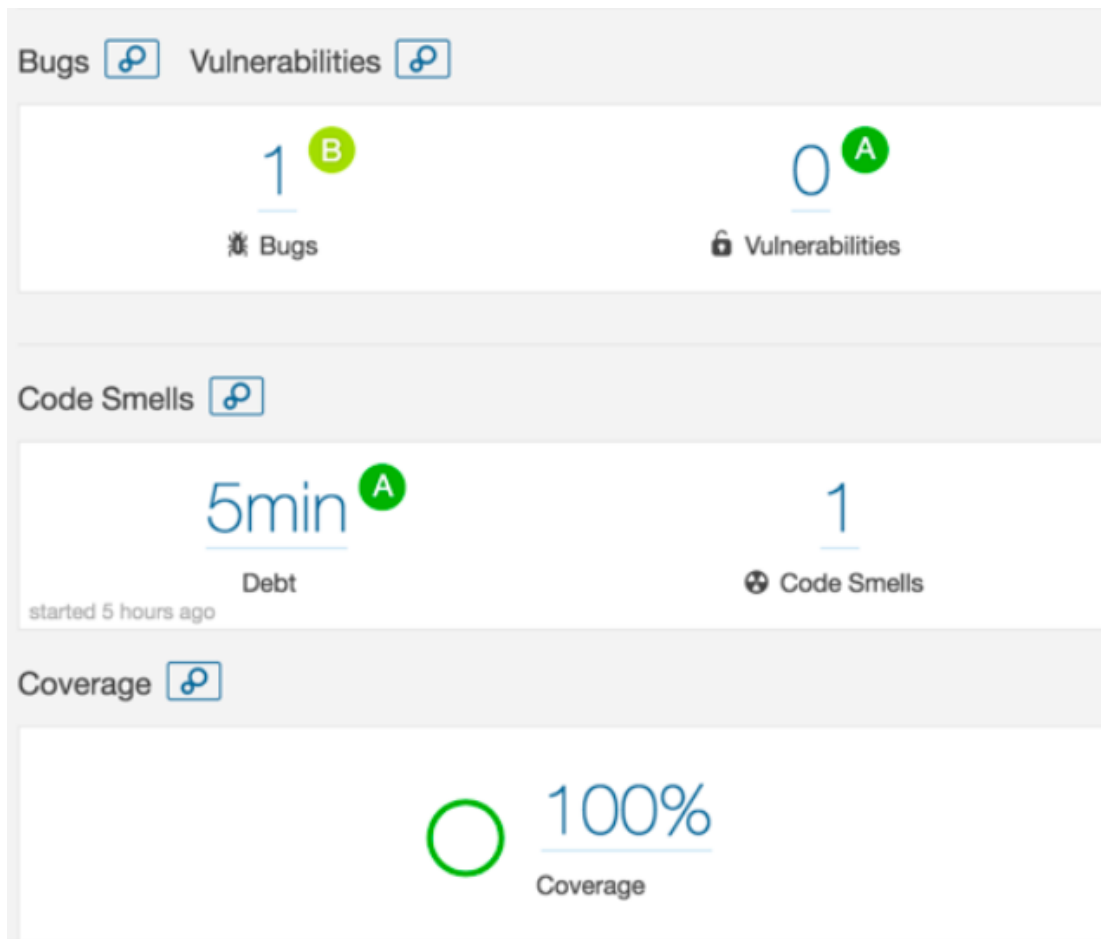 Bugs Vulnerabilities
1 B
0 A
Bugs
Vulnerabilities
Code Smells
5min A
1
Debt
Code Smells
started 5 hours ago
Coverage
100%
Coverage